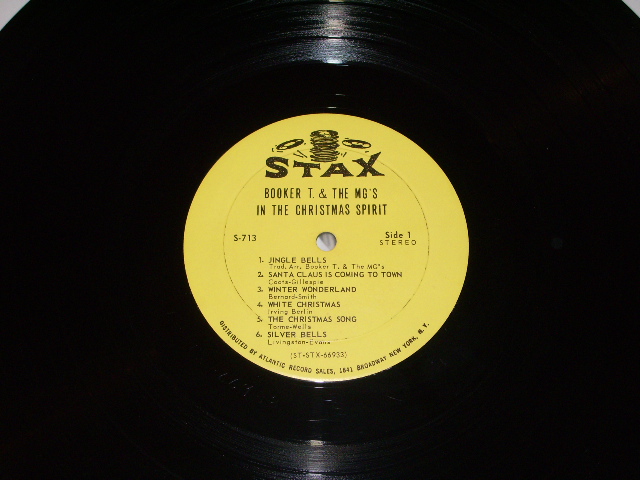 STAX
BOOKER T. & THE MG'S
IN THE CHRISTMAS SPIRIT
S-713
Side 1
STEREO
1. JINGLE BELLS
Trad. Arr. Booker T. & The MG's
2. SANTA CLAUS IS COMING TO TOWN
Coots-Gillespie
3. WINTER WONDERLAND
Bernard-Smith
4. WHITE CHRISTMAS
Irving Berlin
5. THE CHRISTMAS SONG
Torme-Wells
6. SILVER BELLS
Livingston-Evans
(ST-STX-66933)
DISTRIBUTED BY ATLANTIC RECORD SALES, 1841 BROADWAY NEW YORK, N.Y.